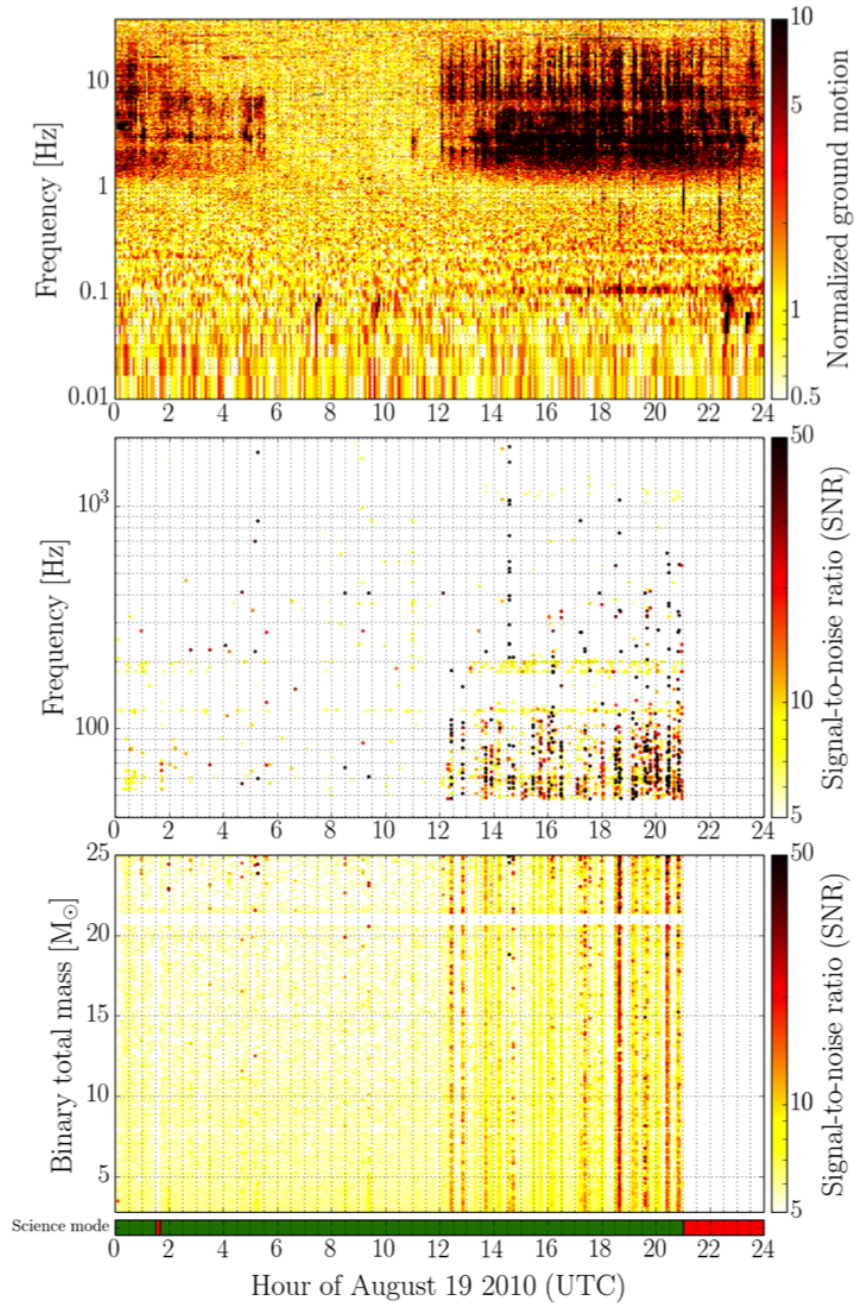 Frequency [Hz]
10
1
0.1
0.01
0 2 4 6 8 10 12 14 16 18 20 22 24
10
5
1
0.5
Normalized ground motion
Frequency [Hz]
10³
100
0 2 4 6 8 10 12 14 16 18 20 22 24
50
10
5
Signal-to-noise ratio (SNR)
Binary total mass [M☉]
25
20
15
10
5
50
10
5
Signal-to-noise ratio (SNR)
Science mode
0 2 4 6 8 10 12 14 16 18 20 22 24
Hour of August 19 2010 (UTC)